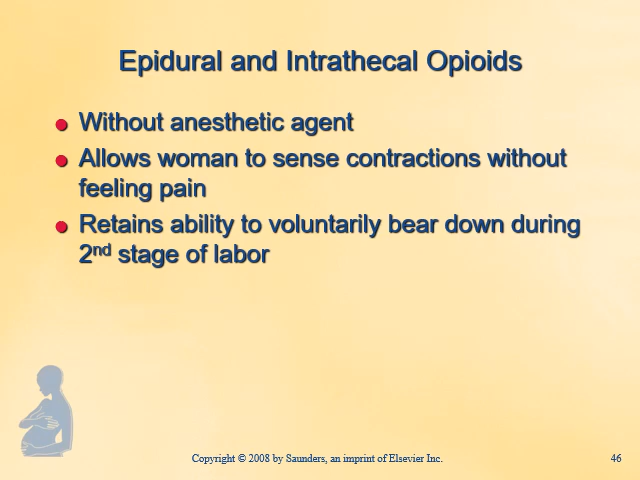 Epidural and Intrathecal Opioids
● Without anesthetic agent
● Allows woman to sense contractions without
feeling pain
● Retains ability to voluntarily bear down during
2nd stage of labor
Copyright © 2008 by Saunders, an imprint of Elsevier Inc.
46